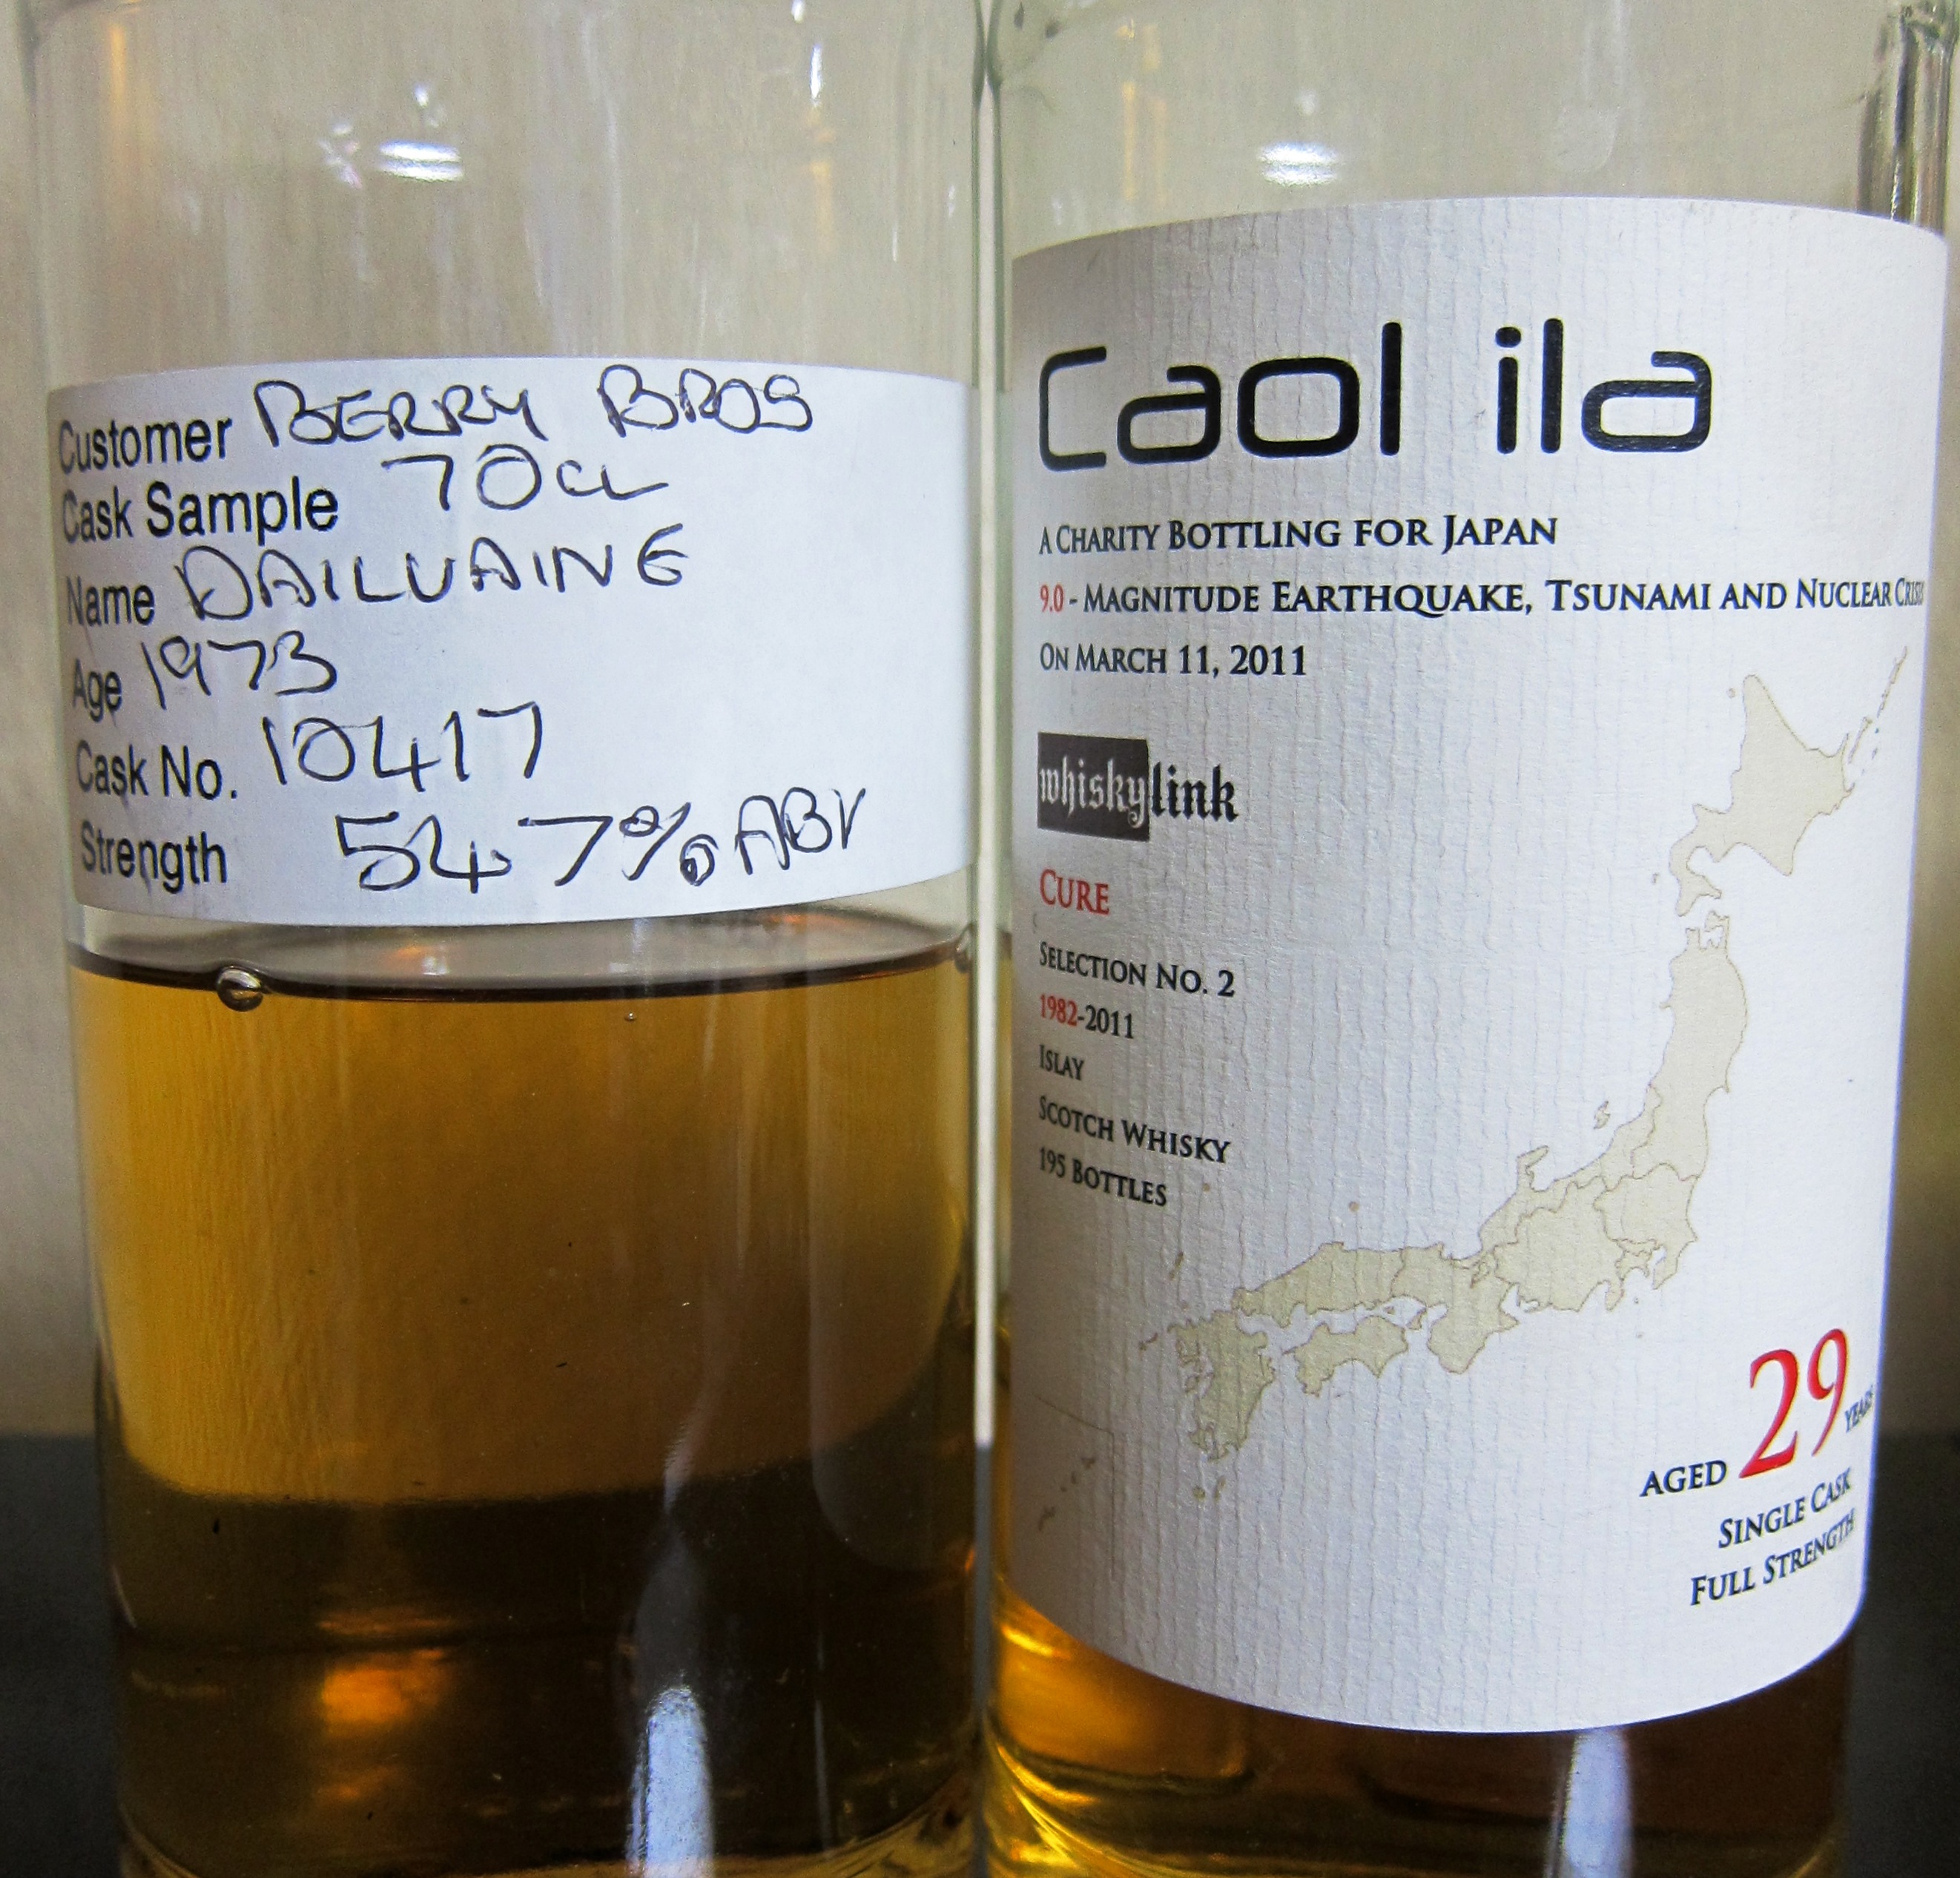 Customer BERRY BROS
Cask Sample 70CL
Name DAILUAINE
Age 1973
Cask No. 10417
Strength 54.7% ABV
Caol ila
A CHARITY BOTTLING FOR JAPAN
9.0 - MAGNITUDE EARTHQUAKE, TSUNAMI AND NUCLEAR CRISIS
ON MARCH 11, 2011
whiskylink
CURE
SELECTION NO. 2
1982-2011
ISLAY
SCOTCH WHISKY
195 BOTTLES
AGED 29 YEARS
SINGLE CASK
FULL STRENGTH